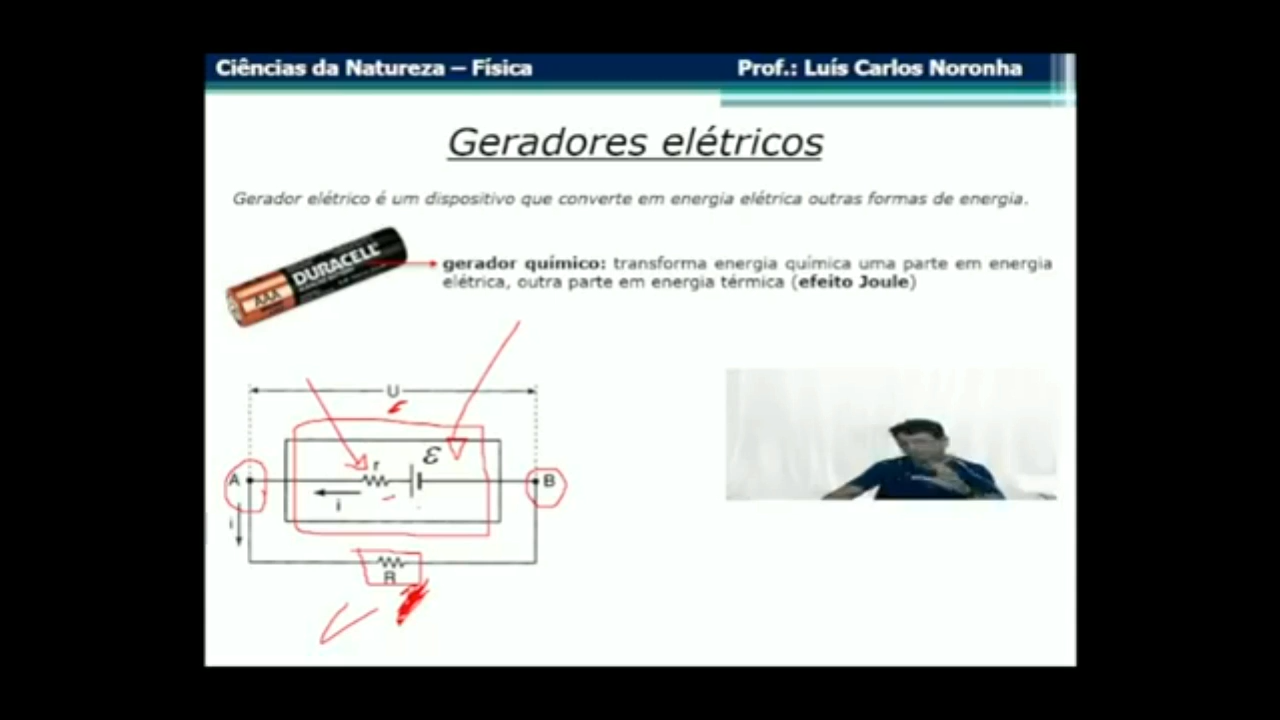 Ciências da Natureza – Física
Prof.: Luís Carlos Noronha
Geradores elétricos
Gerador elétrico é um dispositivo que converte em energia elétrica outras formas de energia.
DURACELL
AAA
gerador químico: transforma energia química uma parte em energia
elétrica, outra parte em energia térmica (efeito Joule)
U
r
ε
A
B
i
i
R